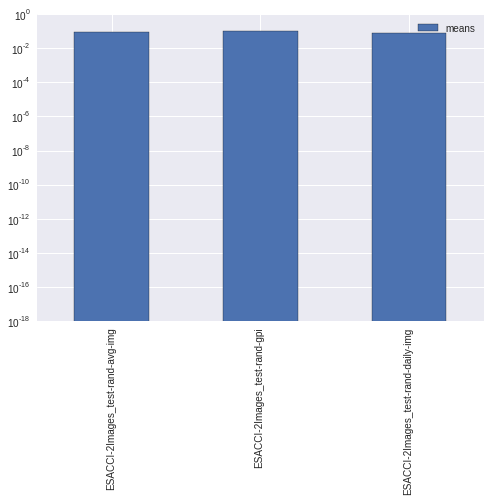 means
10^0
10^-2
10^-4
10^-6
10^-8
10^-10
10^-12
10^-14
10^-16
10^-18
ESACCI-2Images_test-rand-avg-img
ESACCI-2Images_test-rand-gpi
ESACCI-2Images_test-rand-daily-img